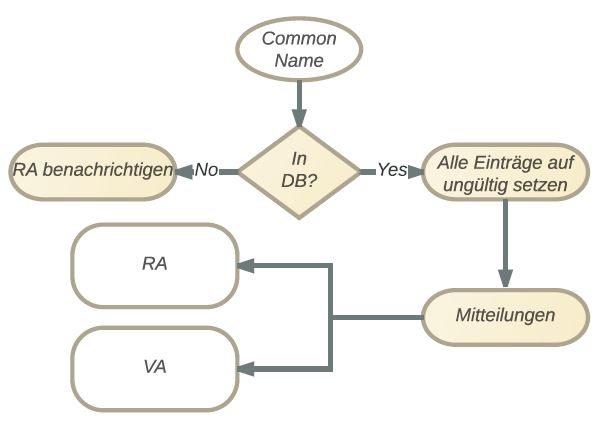 Common
Name
In
DB?
No
Yes
RA benachrichtigen
Alle Einträge auf
ungültig setzen
RA
Mitteilungen
VA